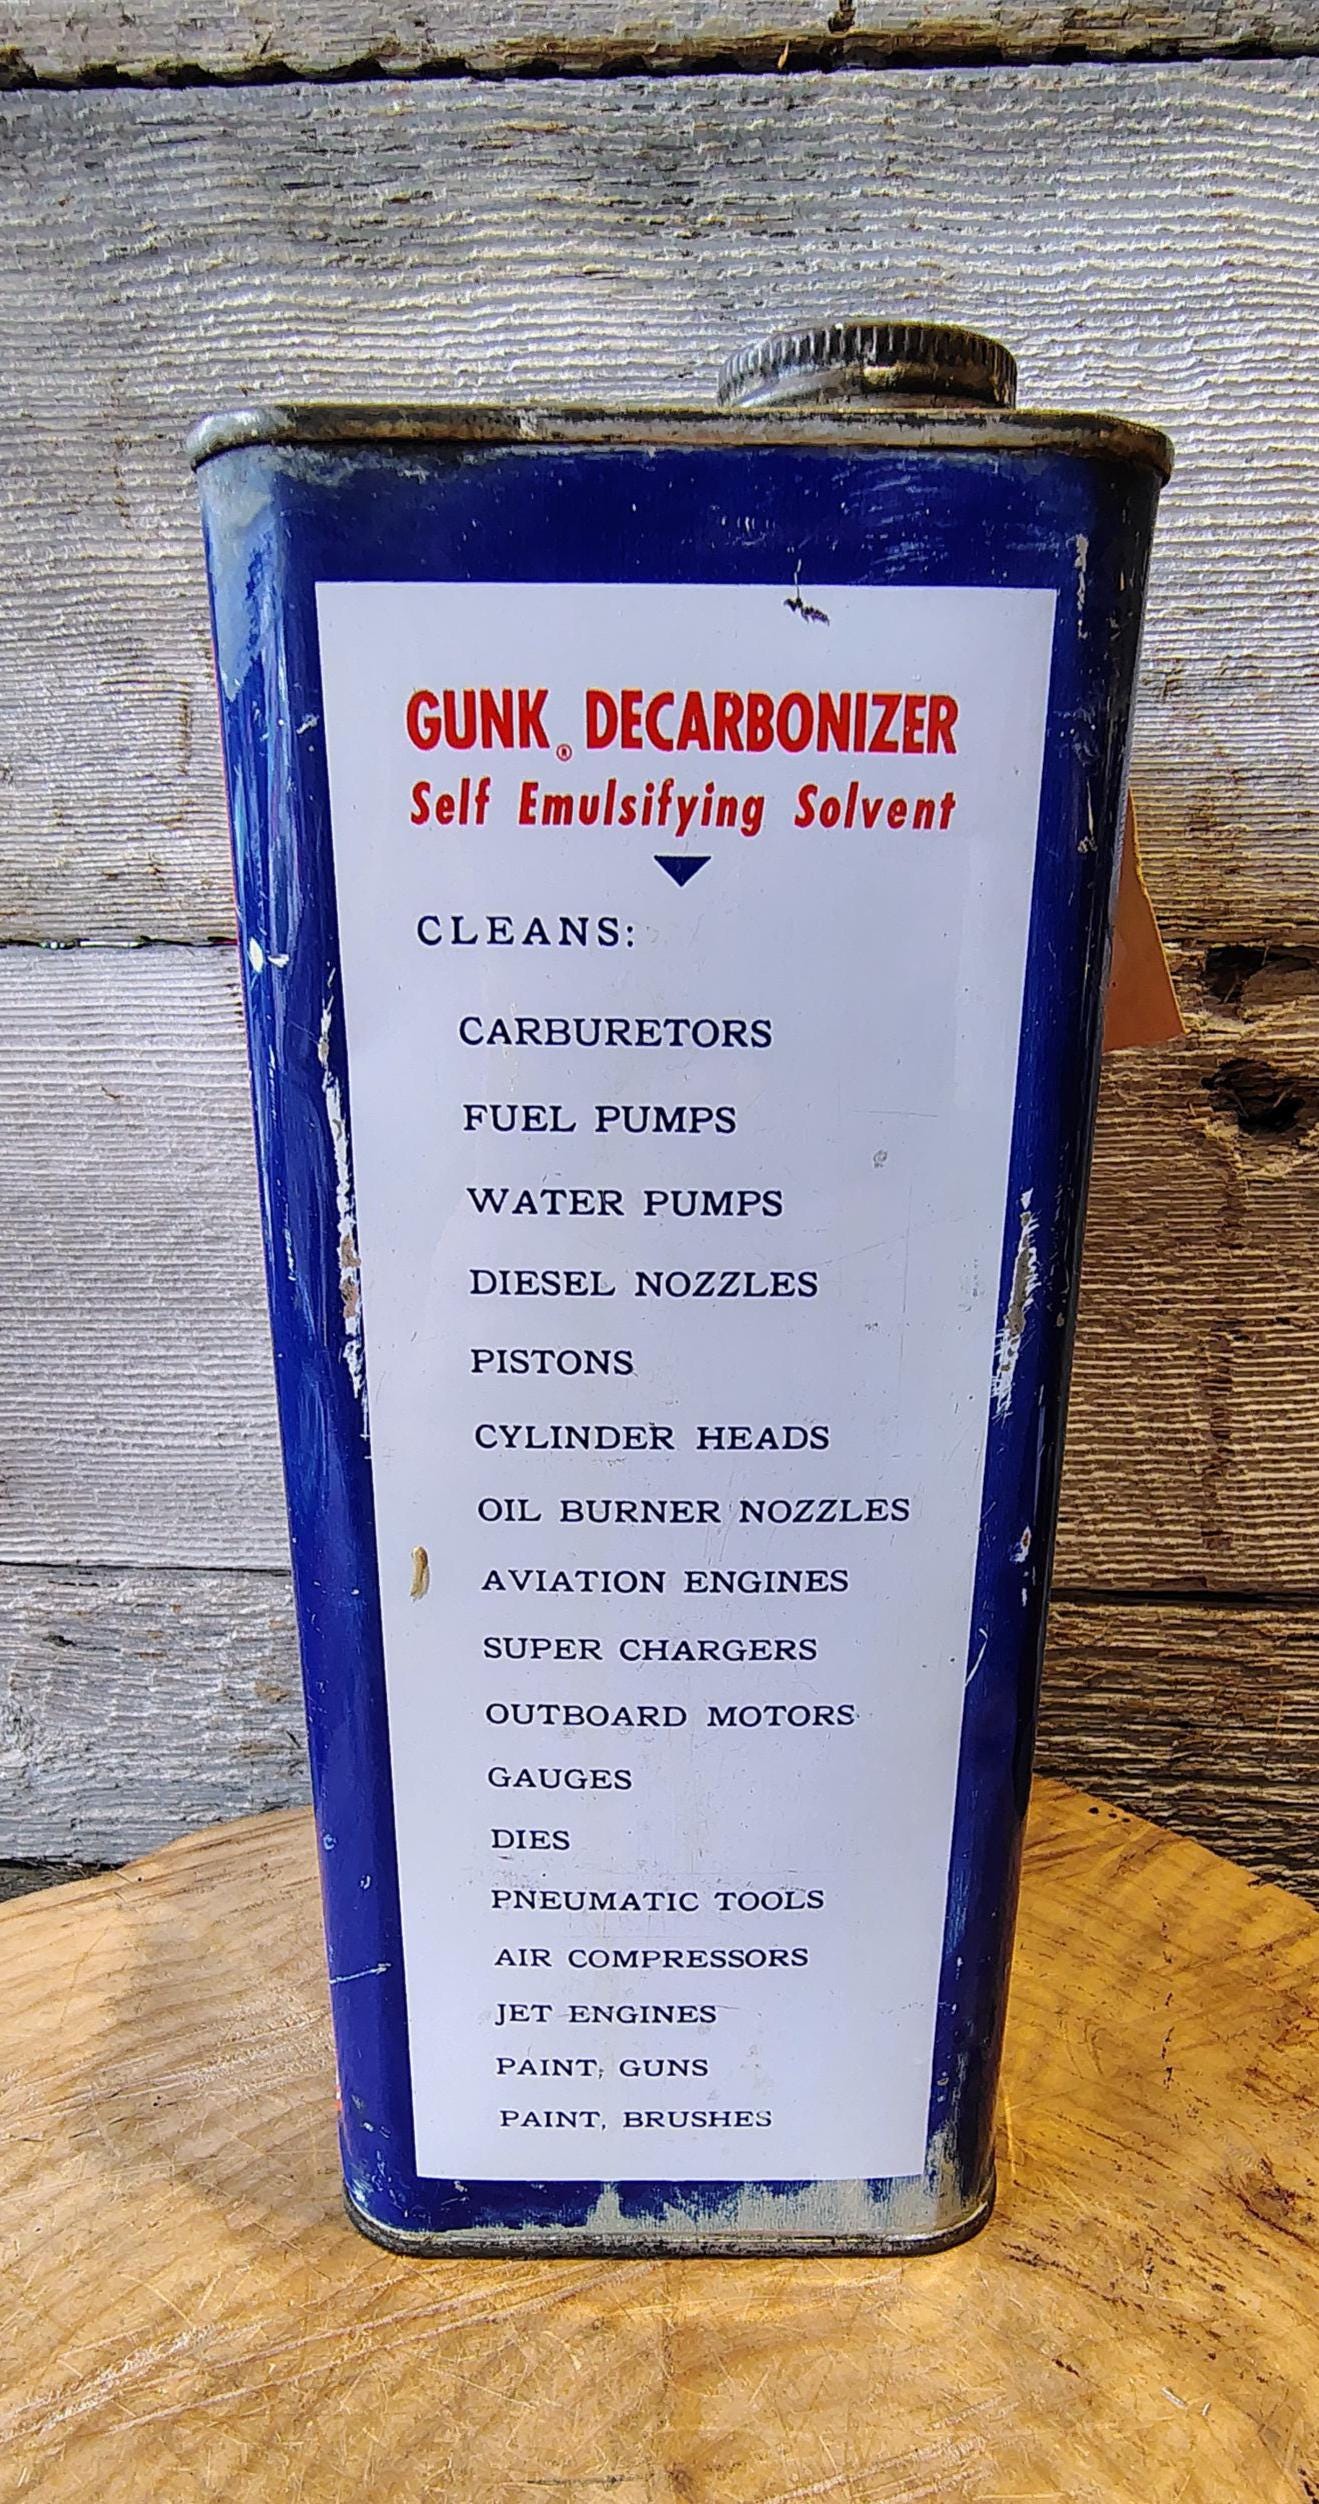 GUNK® DECARBONIZER
Self Emulsifying Solvent
CLEANS:
CARBURETORS
FUEL PUMPS
WATER PUMPS
DIESEL NOZZLES
PISTONS
CYLINDER HEADS
OIL BURNER NOZZLES
AVIATION ENGINES
SUPER CHARGERS
OUTBOARD MOTORS
GAUGES
DIES
PNEUMATIC TOOLS
AIR COMPRESSORS
JET ENGINES
PAINT, GUNS
PAINT, BRUSHES